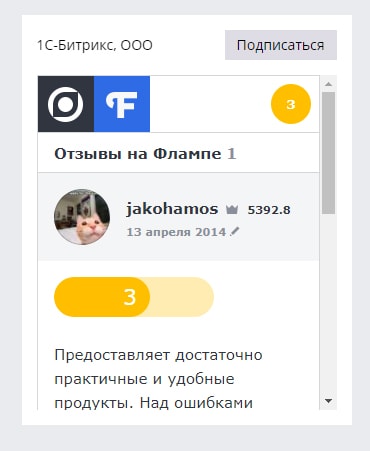 1С-Битрикс, ООО
Подписаться
F
3
Отзывы на Флампе 1
jakohamos 5392.8
13 апреля 2014
3
Предоставляет достаточно
практичные и удобные
продукты. Над ошибками